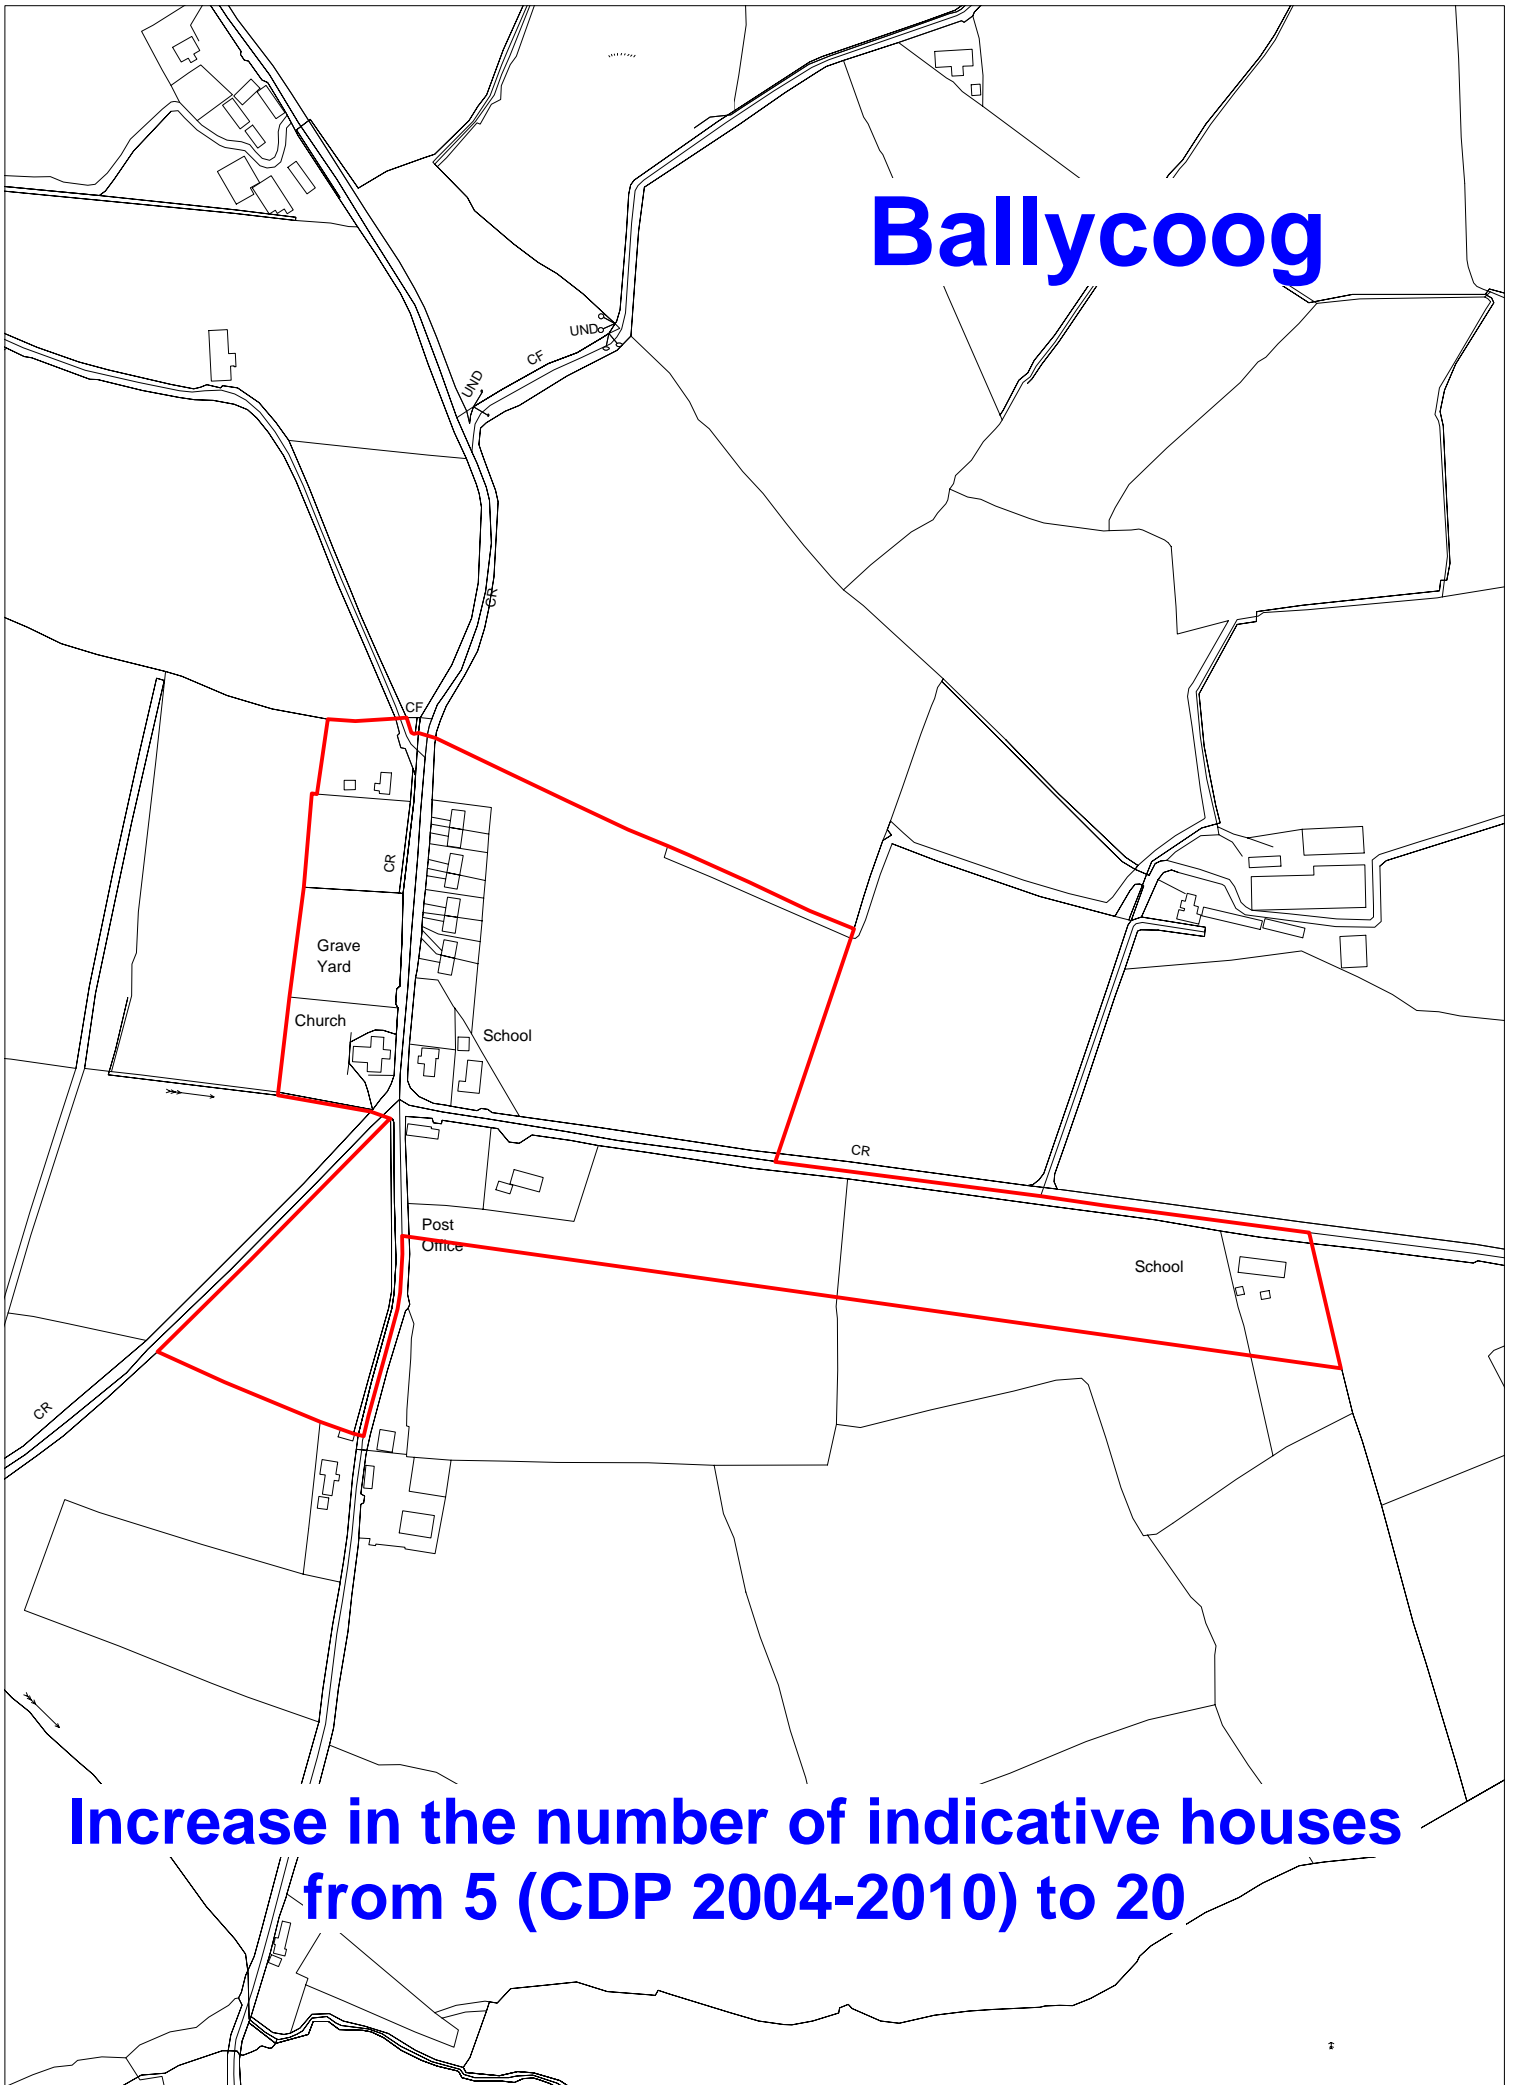 Ballycoog
UND
CF
UND
CR
CF
CR
Grave
Yard
Church
School
CR
Post
Office
School
CR
Increase in the number of indicative houses
from 5 (CDP 2004-2010) to 20